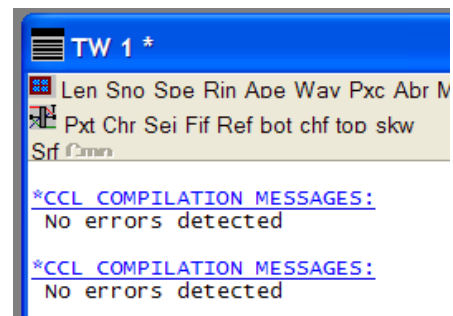 TW 1 *
Len Sno Spe Rin Ape Wav Pxc Abr M
Pxt Chr Sei Fif Ref bot chf top skw
Srf Cmp
*CCL COMPILATION MESSAGES:
No errors detected
*CCL COMPILATION MESSAGES:
No errors detected